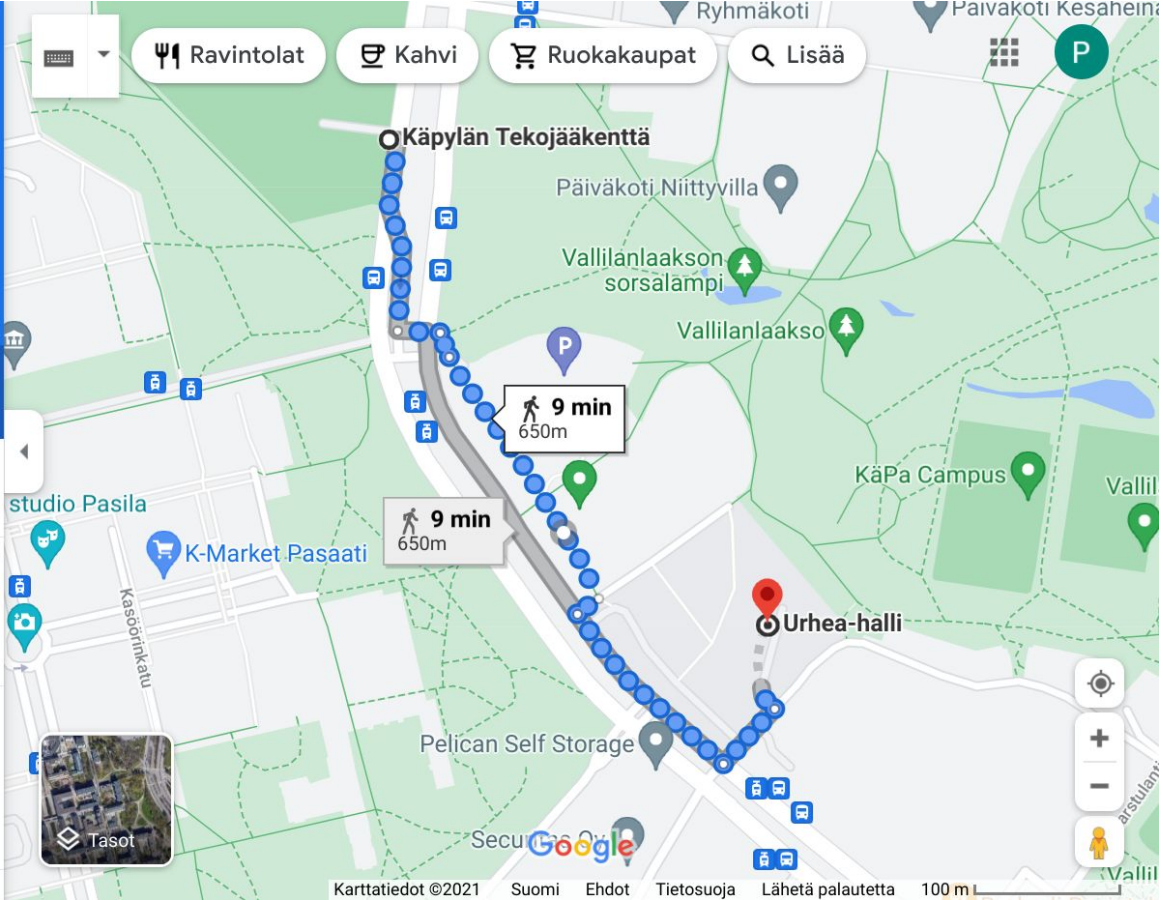 Ryhmäkoti
Päiväkoti Kesäheinä
Ravintolat
Kahvi
Ruokakaupat
Lisää
P
Käpylän Tekojääkenttä
Päiväkoti Niittyvilla
Vallilanlaakson
sorsalampi
Vallilanlaakso
P
9 min
650m
KäPa Campus
Vallil
studio Pasila
9 min
650m
K-Market Pasaati
Kasöörinkatu
Urhea-halli
Pelican Self Storage
Tasot
Securitas Oy
Google
arstulantie
Karttatiedot ©2021 Suomi Ehdot Tietosuoja Lähetä palautetta 100 m
Vallil